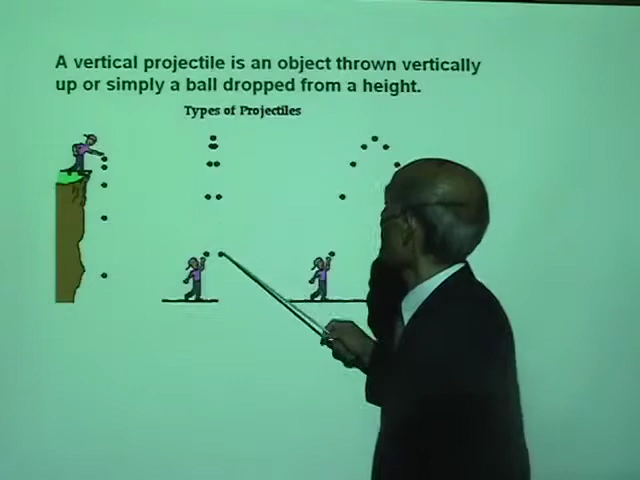 A vertical projectile is an object thrown vertically
up or simply a ball dropped from a height.
Types of Projectiles